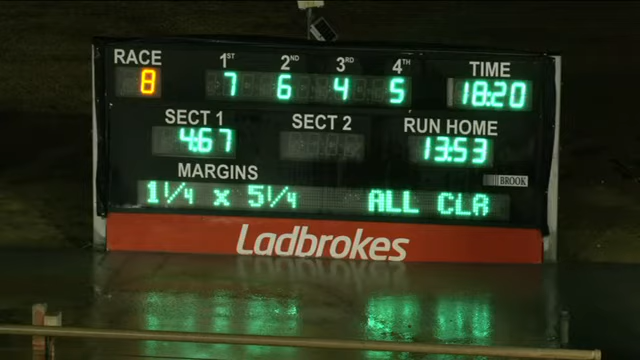 RACE 1ST 2ND 3RD 4TH TIME
8 7 6 4 5 18:20
SECT 1 SECT 2 RUN HOME
4:67 13:53
MARGINS
BROOK
1 1/4 x 5 1/4 ALL CLR
Ladbrokes